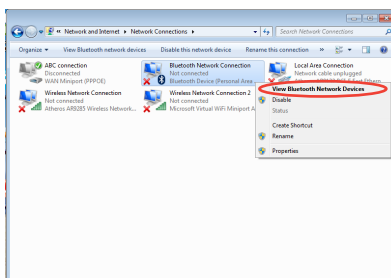 « Network and Internet ▸ Network Connections ▸
Search Network Connections
Organize View Bluetooth network devices Disable this network device Rename this connection »
ABC connection
Disconnected
WAN Miniport (PPPOE)
Bluetooth Network Connection
Not connected
Bluetooth Device (Personal Area...
Local Area Connection
Network cable unplugged
Wireless Network Connection
Not connected
Atheros AR9285 Wireless Network...
Wireless Network Connection 2
Not connected
Microsoft Virtual WiFi Miniport A
View Bluetooth Network Devices
Disable
Status
Create Shortcut
Rename
Properties